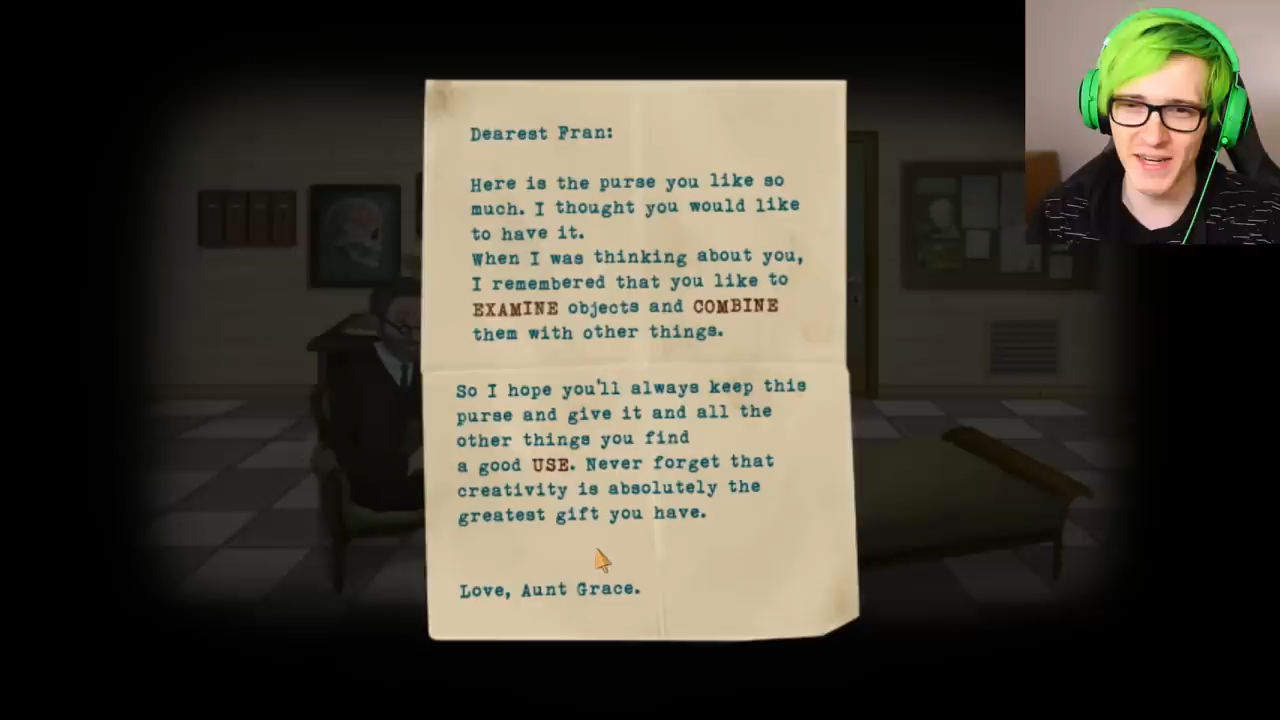 Dearest Fran:
Here is the purse you like so
much. I thought you would like
to have it.
When I was thinking about you,
I remembered that you like to
EXAMINE objects and COMBINE
them with other things.
So I hope you'll always keep this
purse and give it and all the
other things you find
a good USE. Never forget that
creativity is absolutely the
greatest gift you have.
Love, Aunt Grace.